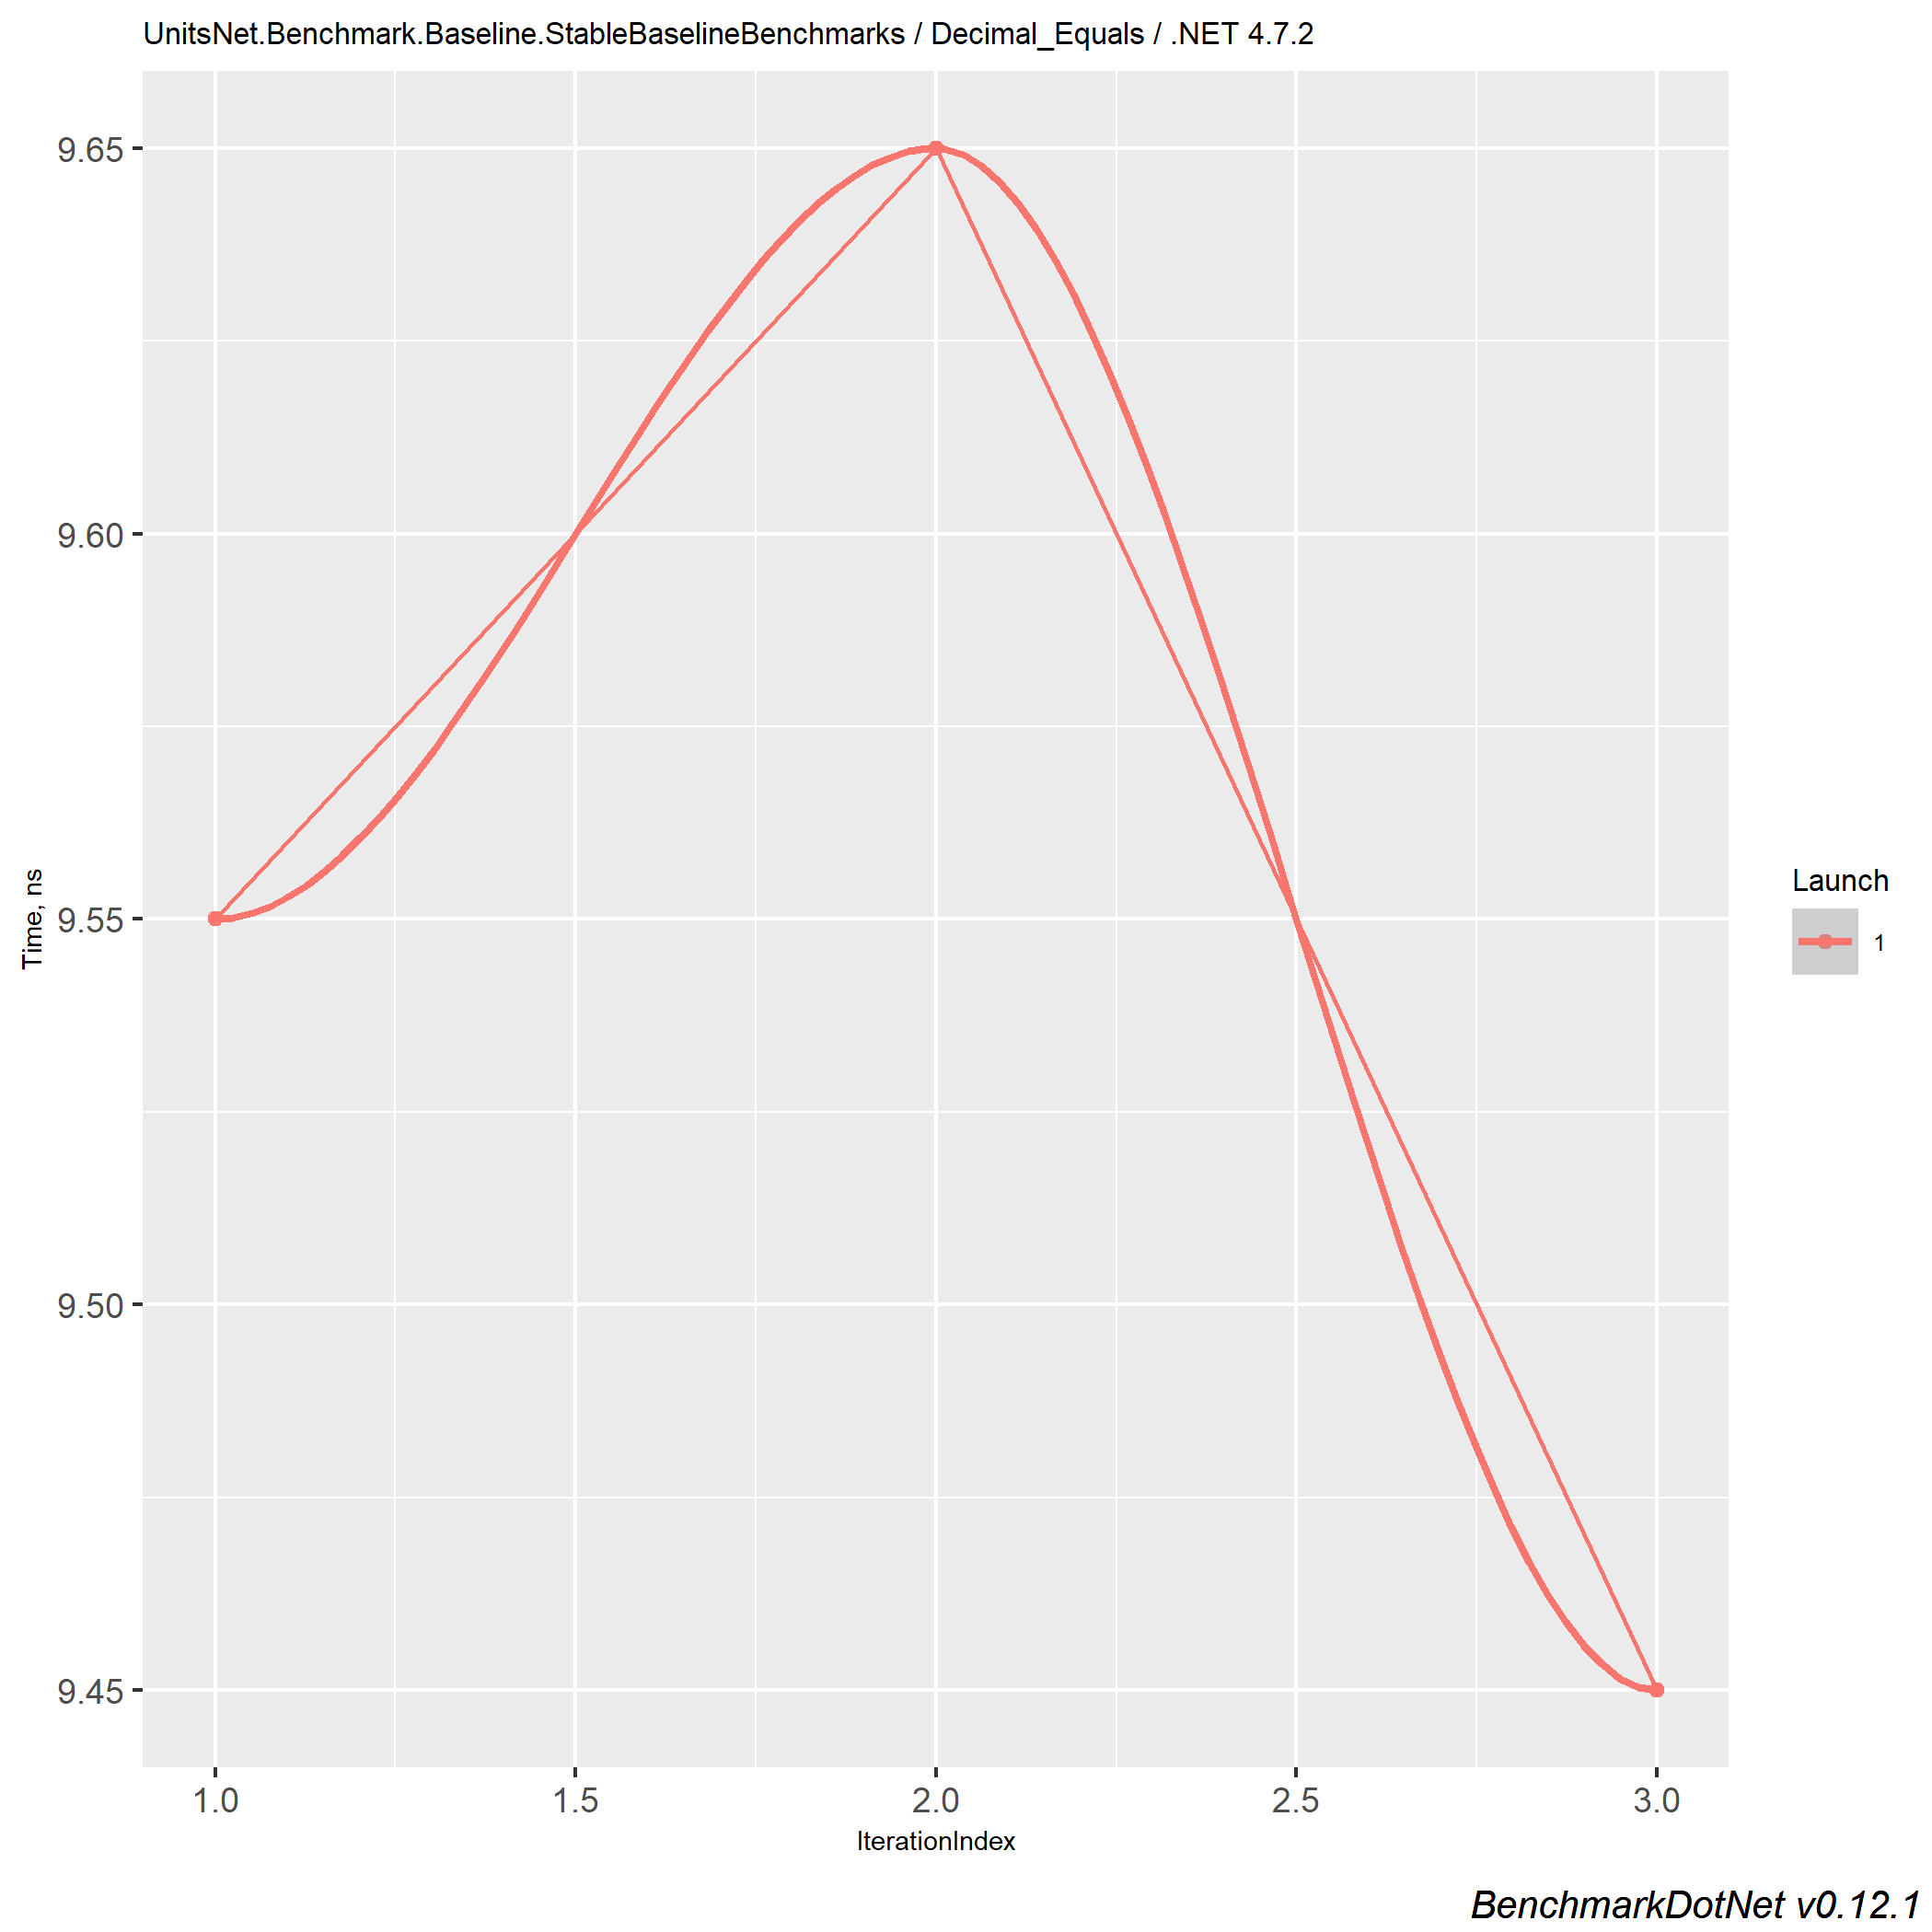 UnitsNet.Benchmark.Baseline.StableBaselineBenchmarks / Decimal_Equals / .NET 4.7.2
9.65
9.60
9.55
9.50
9.45
Time, ns
1.0 1.5 2.0 2.5 3.0
IterationIndex
Launch
1
BenchmarkDotNet v0.12.1